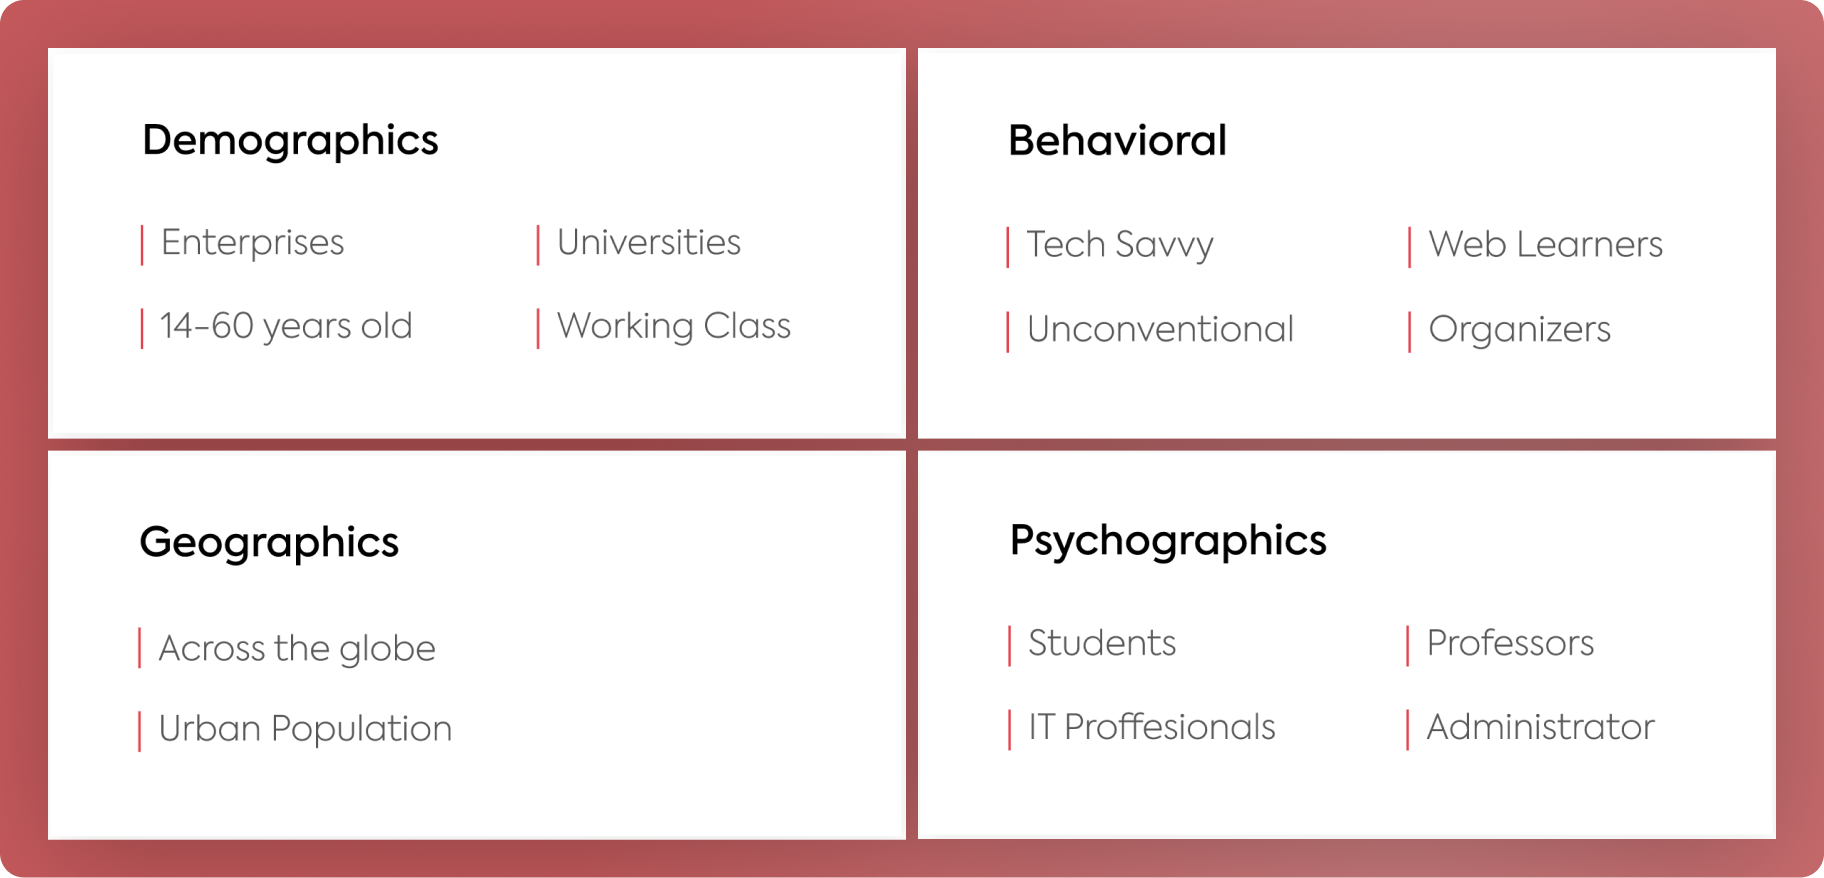 Demographics
Enterprises
Universities
14-60 years old
Working Class
Behavioral
Tech Savvy
Web Learners
Unconventional
Organizers
Geographics
Across the globe
Urban Population
Psychographics
Students
Professors
IT Proffesionals
Administrator